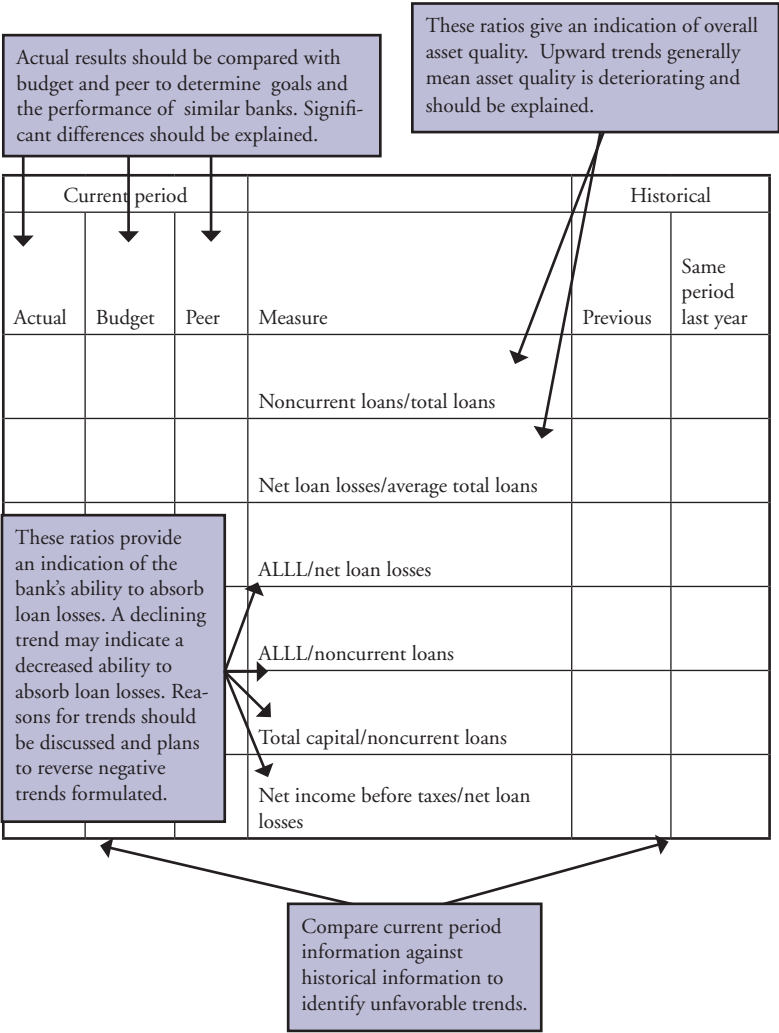 These ratios give an indication of overall
asset quality. Upward trends generally
mean asset quality is deteriorating and
should be explained.
Actual results should be compared with
budget and peer to determine goals and
the performance of similar banks. Signifi-
cant differences should be explained.
Current period
Historical
Actual
Budget
Peer
Measure
Previous
Same
period
last year
Noncurrent loans/total loans
Net loan losses/average total loans
These ratios provide
an indication of the
bank's ability to absorb
loan losses. A declining
trend may indicate a
decreased ability to
absorb loan losses. Rea-
sons for trends should
be discussed and plans
to reverse negative
trends formulated.
ALLL/net loan losses
ALLL/noncurrent loans
Total capital/noncurrent loans
Net income before taxes/net loan
losses
Compare current period
information against
historical information to
identify unfavorable trends.